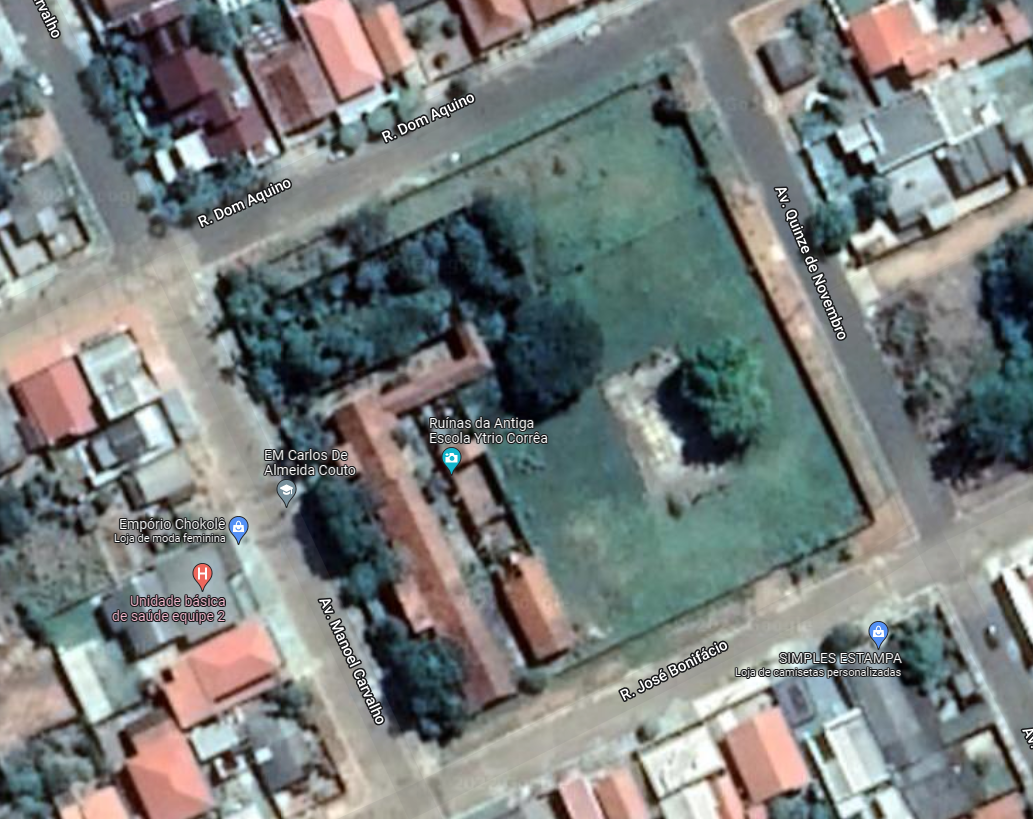 rvalho
R. Dom Aquino
R. Dom Aquino
Av. Quinze de Novembro
Ruínas da Antiga
Escola Ytrio Corrêa
EM Carlos De
Almeida Couto
Empório Chokolê
Loja de moda feminina
H
Unidade básica
de saúde equipe 2
Av. Manoel Carvalho
R. José Bonifácio
SIMPLES ESTAMPA
Loja de camisetas personalizadas
Av.